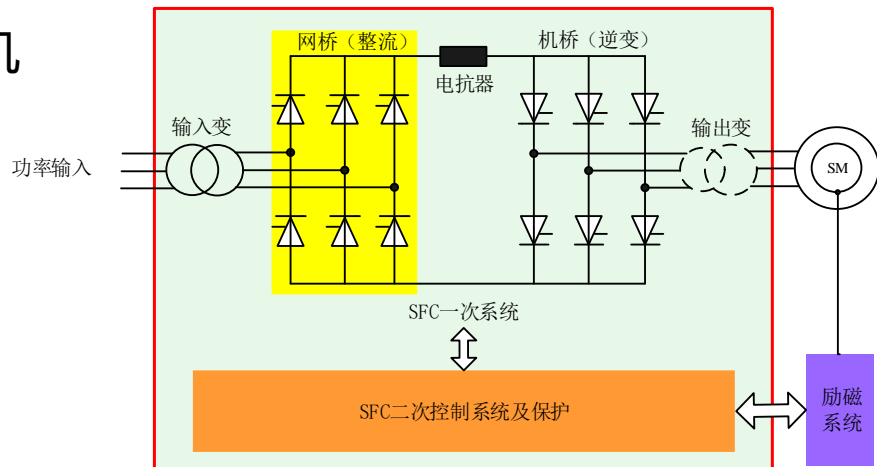 网桥（整流）
机桥（逆变）
电抗器
输入变
输出变
功率输入
SM
SFC一次系统
SFC二次控制系统及保护
励磁
系统